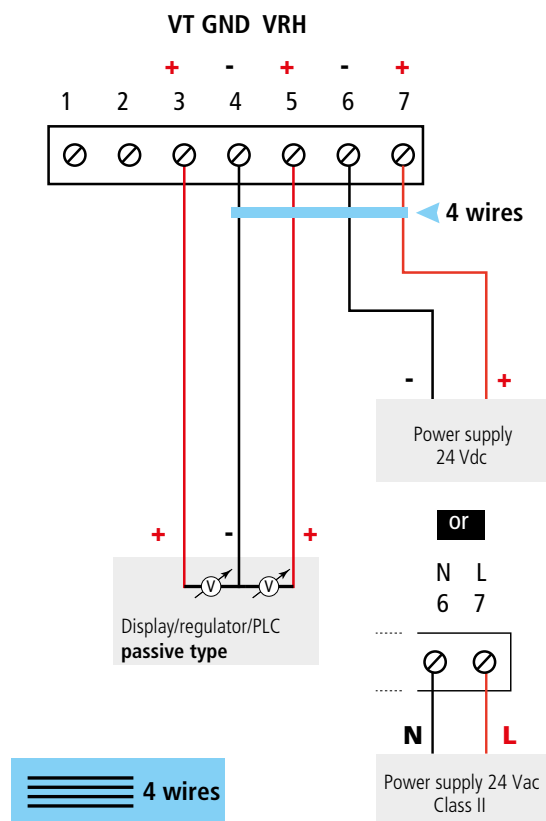 VT GND VRH
+ - + - +
1 2 3 4 5 6 7
4 wires
- +
Power supply
24 Vdc
or
+ - +
V V
Display/regulator/PLC
passive type
N L
6 7
N L
Power supply 24 Vac
Class II
4 wires